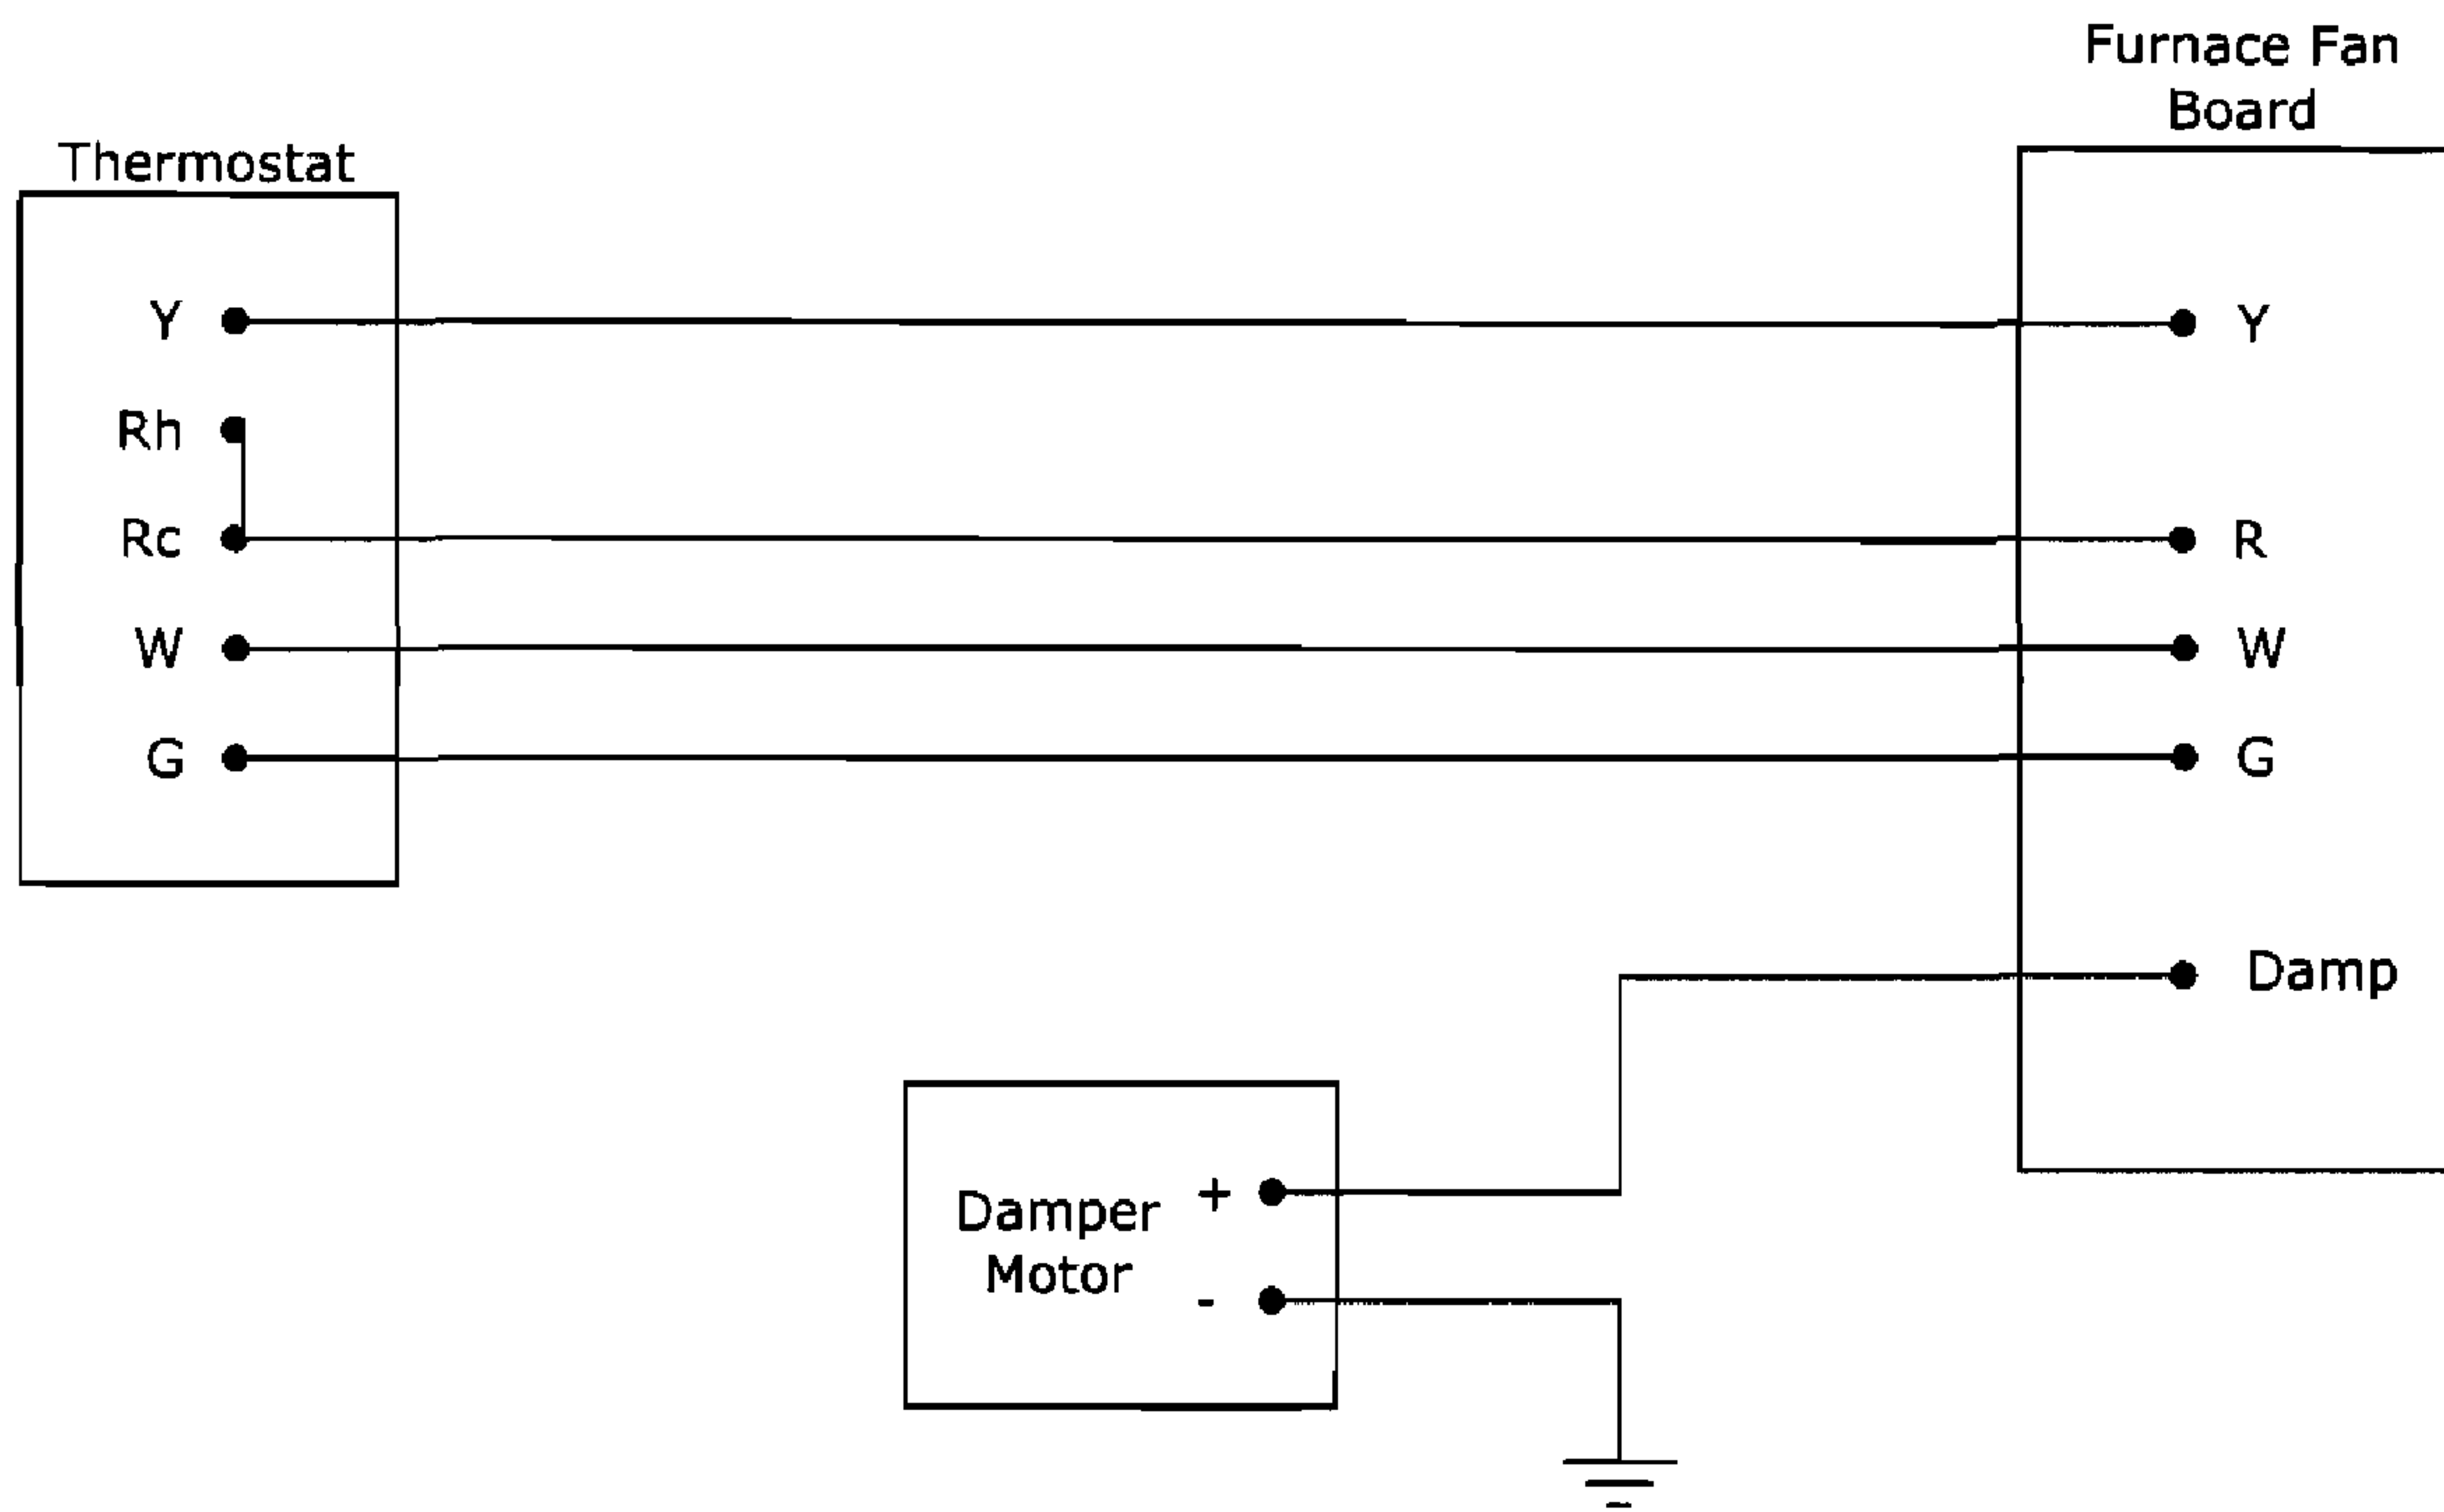 Furnace Fan
Board
Thermostat
Y
Rh
Rc
W
G
Y
R
W
G
Damp
Damper
Motor
+
-